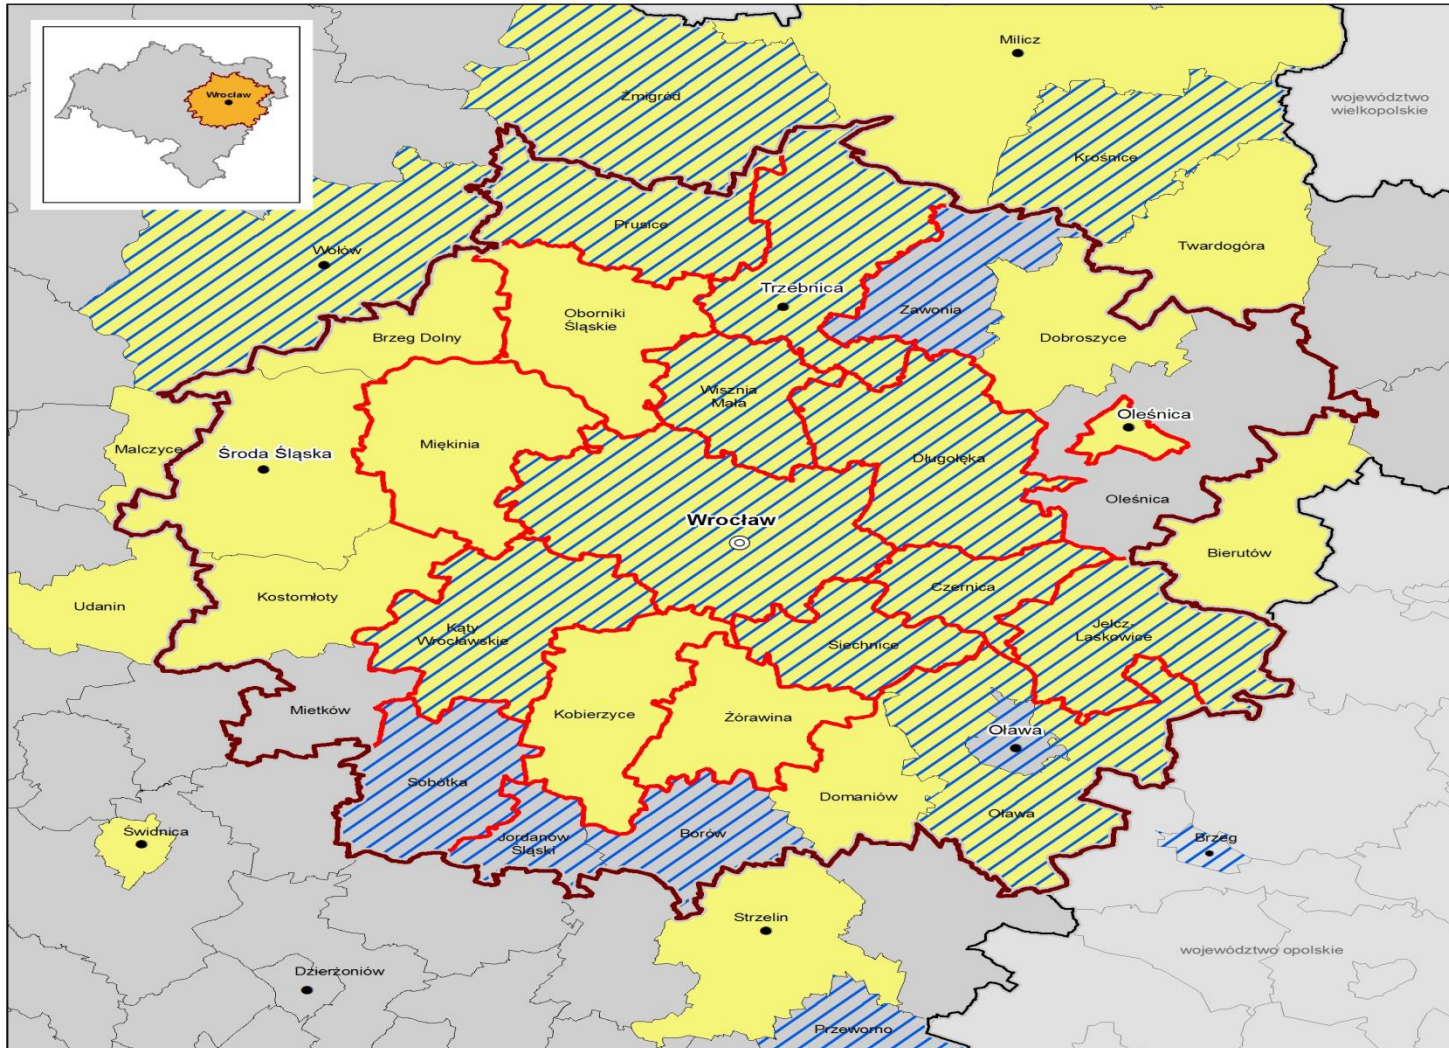 Milicz
Wrocław
Żmigród
województwo
wielkopolskie
Krośnice
Prusice
Twardogóra
Wołów
Trzebnica
Oborniki
Śląskie
Zawonia
Brzeg Dolny
Dobroszyce
Wisznia
Mała
Oleśnica
Malczyce
Środa Śląska
Miękinia
Długołęka
Oleśnica
Wrocław
Bierutów
Czernica
Udanin
Kostomłoty
Kąty
Wrocławskie
Siechnice
Jelcz-
Laskowice
Mietków
Kobierzyce
Żórawina
Oława
Sobótka
Domaniów
Oława
Świdnica
Jordanów
Śląski
Borów
Brzeg
Strzelin
województwo opolskie
Dzierżoniów
Przeworno